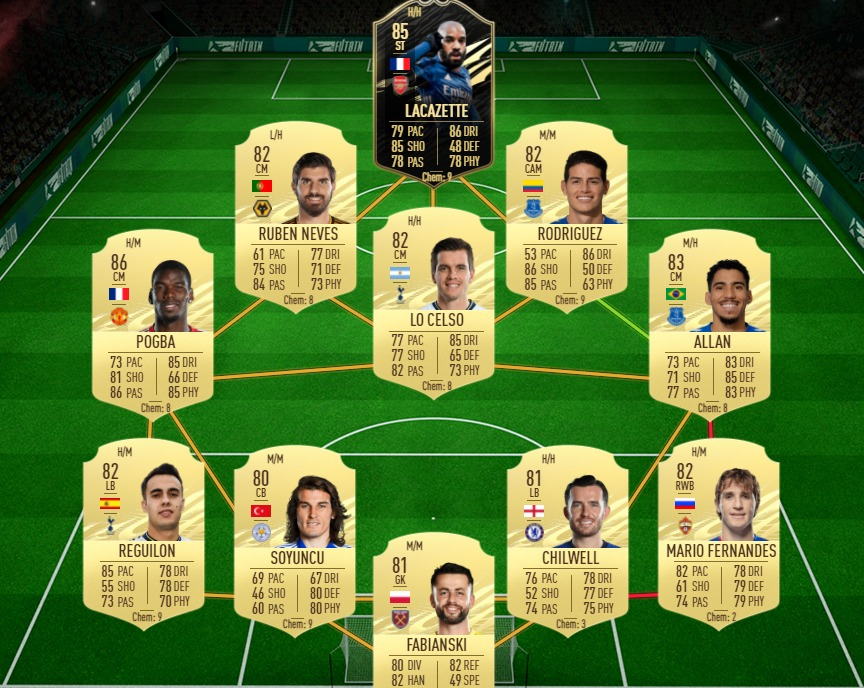 H/H
85
ST
LACAZETTE
79 PAC 86 DRI
85 SHO 48 DEF
78 PAS 78 PHY
Chem: 9
L/H
82
CM
RUBEN NEVES
61 PAC 77 DRI
75 SHO 71 DEF
84 PAS 73 PHY
Chem: 8
M/M
82
CAM
RODRIGUEZ
53 PAC 86 DRI
86 SHO 50 DEF
85 PAS 63 PHY
Chem: 9
H/H
82
CM
LO CELSO
77 PAC 85 DRI
77 SHO 65 DEF
82 PAS 73 PHY
Chem: 8
H/M
86
CM
POGBA
73 PAC 85 DRI
81 SHO 66 DEF
86 PAS 85 PHY
Chem: 8
M/H
83
CM
ALLAN
73 PAC 83 DRI
71 SHO 85 DEF
77 PAS 83 PHY
Chem: 8
H/M
82
LB
REGUILON
85 PAC 78 DRI
55 SHO 78 DEF
73 PAS 70 PHY
Chem: 9
M/M
80
CB
SOYUNCU
69 PAC 67 DRI
46 SHO 80 DEF
60 PAS 80 PHY
Chem: 9
H/H
81
LB
CHILWELL
76 PAC 78 DRI
52 SHO 77 DEF
74 PAS 75 PHY
Chem: 3
H/M
82
RWB
MARIO FERNANDES
82 PAC 78 DRI
61 SHO 79 DEF
74 PAS 79 PHY
Chem: 2
M/M
81
GK
FABIANSKI
80 DIV 82 REF
82 HAN 49 SPE
FUTBIN
FUTBIN
FUTBIN
FUTBIN